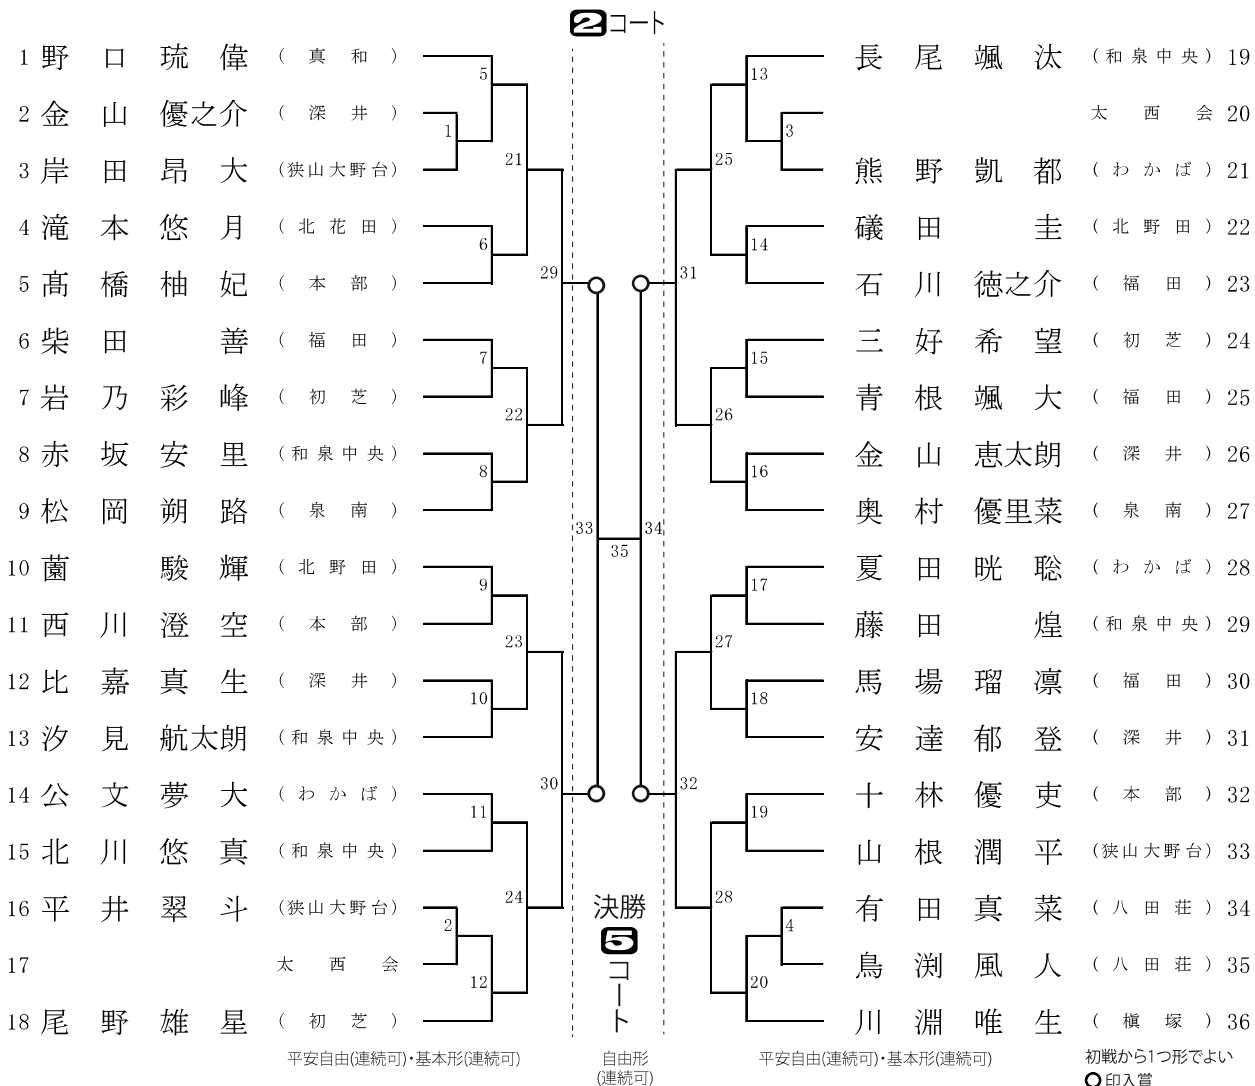 2コート
1 野口琉偉 (真和)
2 金山優之介 (深井)
3 岸田昂大 (狭山大野台)
4 滝本悠月 (北花田)
5 髙橋柚妃 (本部)
6 柴田善 (福田)
7 岩乃彩峰 (初芝)
8 赤坂安里 (和泉中央)
9 松岡朔路 (泉南)
10 薗駿輝 (北野田)
11 西川澄空 (本部)
12 比嘉真生 (深井)
13 汐見航太朗 (和泉中央)
14 公文夢大 (わかば)
15 北川悠真 (和泉中央)
16 平井翠斗 (狭山大野台)
17 太西会
18 尾野雄星 (初芝)
5
1
21
6
29
7
22
8
9
23
10
30
11
24
2
12
33
35
34
31
13
3
25
14
15
26
16
17
27
18
32
19
28
4
20
長尾颯汰 (和泉中央) 19
太西会 20
熊野凱都 (わかば) 21
礒田圭 (北野田) 22
石川徳之介 (福田) 23
三好希望 (初芝) 24
青根颯大 (福田) 25
金山恵太朗 (深井) 26
奥村優里菜 (泉南) 27
夏田晄聡 (わかば) 28
藤田煌 (和泉中央) 29
馬場瑠凛 (福田) 30
安達郁登 (深井) 31
十林優吏 (本部) 32
山根潤平 (狭山大野台) 33
有田真菜 (八田荘) 34
鳥渕風人 (八田荘) 35
川淵唯生 (槇塚) 36
決勝
5
コート
平安自由(連続可)・基本形(連続可)
自由形
(連続可)
平安自由(連続可)・基本形(連続可)
初戦から1つ形でよい
○印入賞